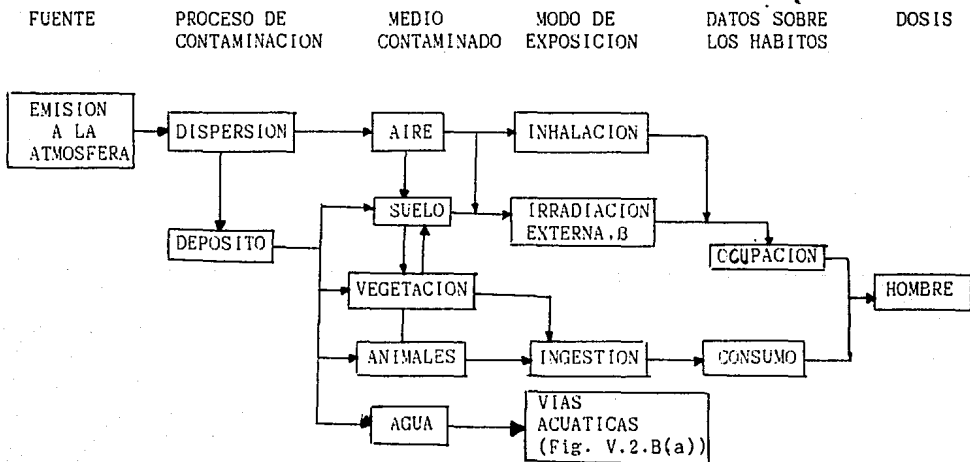 FUENTE
PROCESO DE
CONTAMINACION
MEDIO
CONTAMINADO
MODO DE
EXPOSICION
DATOS SOBRE
LOS HABITOS
DOSIS
EMISION
A LA
ATMOSFERA
DISPERSION
AIRE
INHALACION
SUELO
IRRADIACION
EXTERNA,β
DEPOSITO
OCUPACION
VEGETACION
HOMBRE
ANIMALES
INGESTION
CONSUMO
AGUA
VIAS
ACUATICAS
(Fig. V.2.B(a))